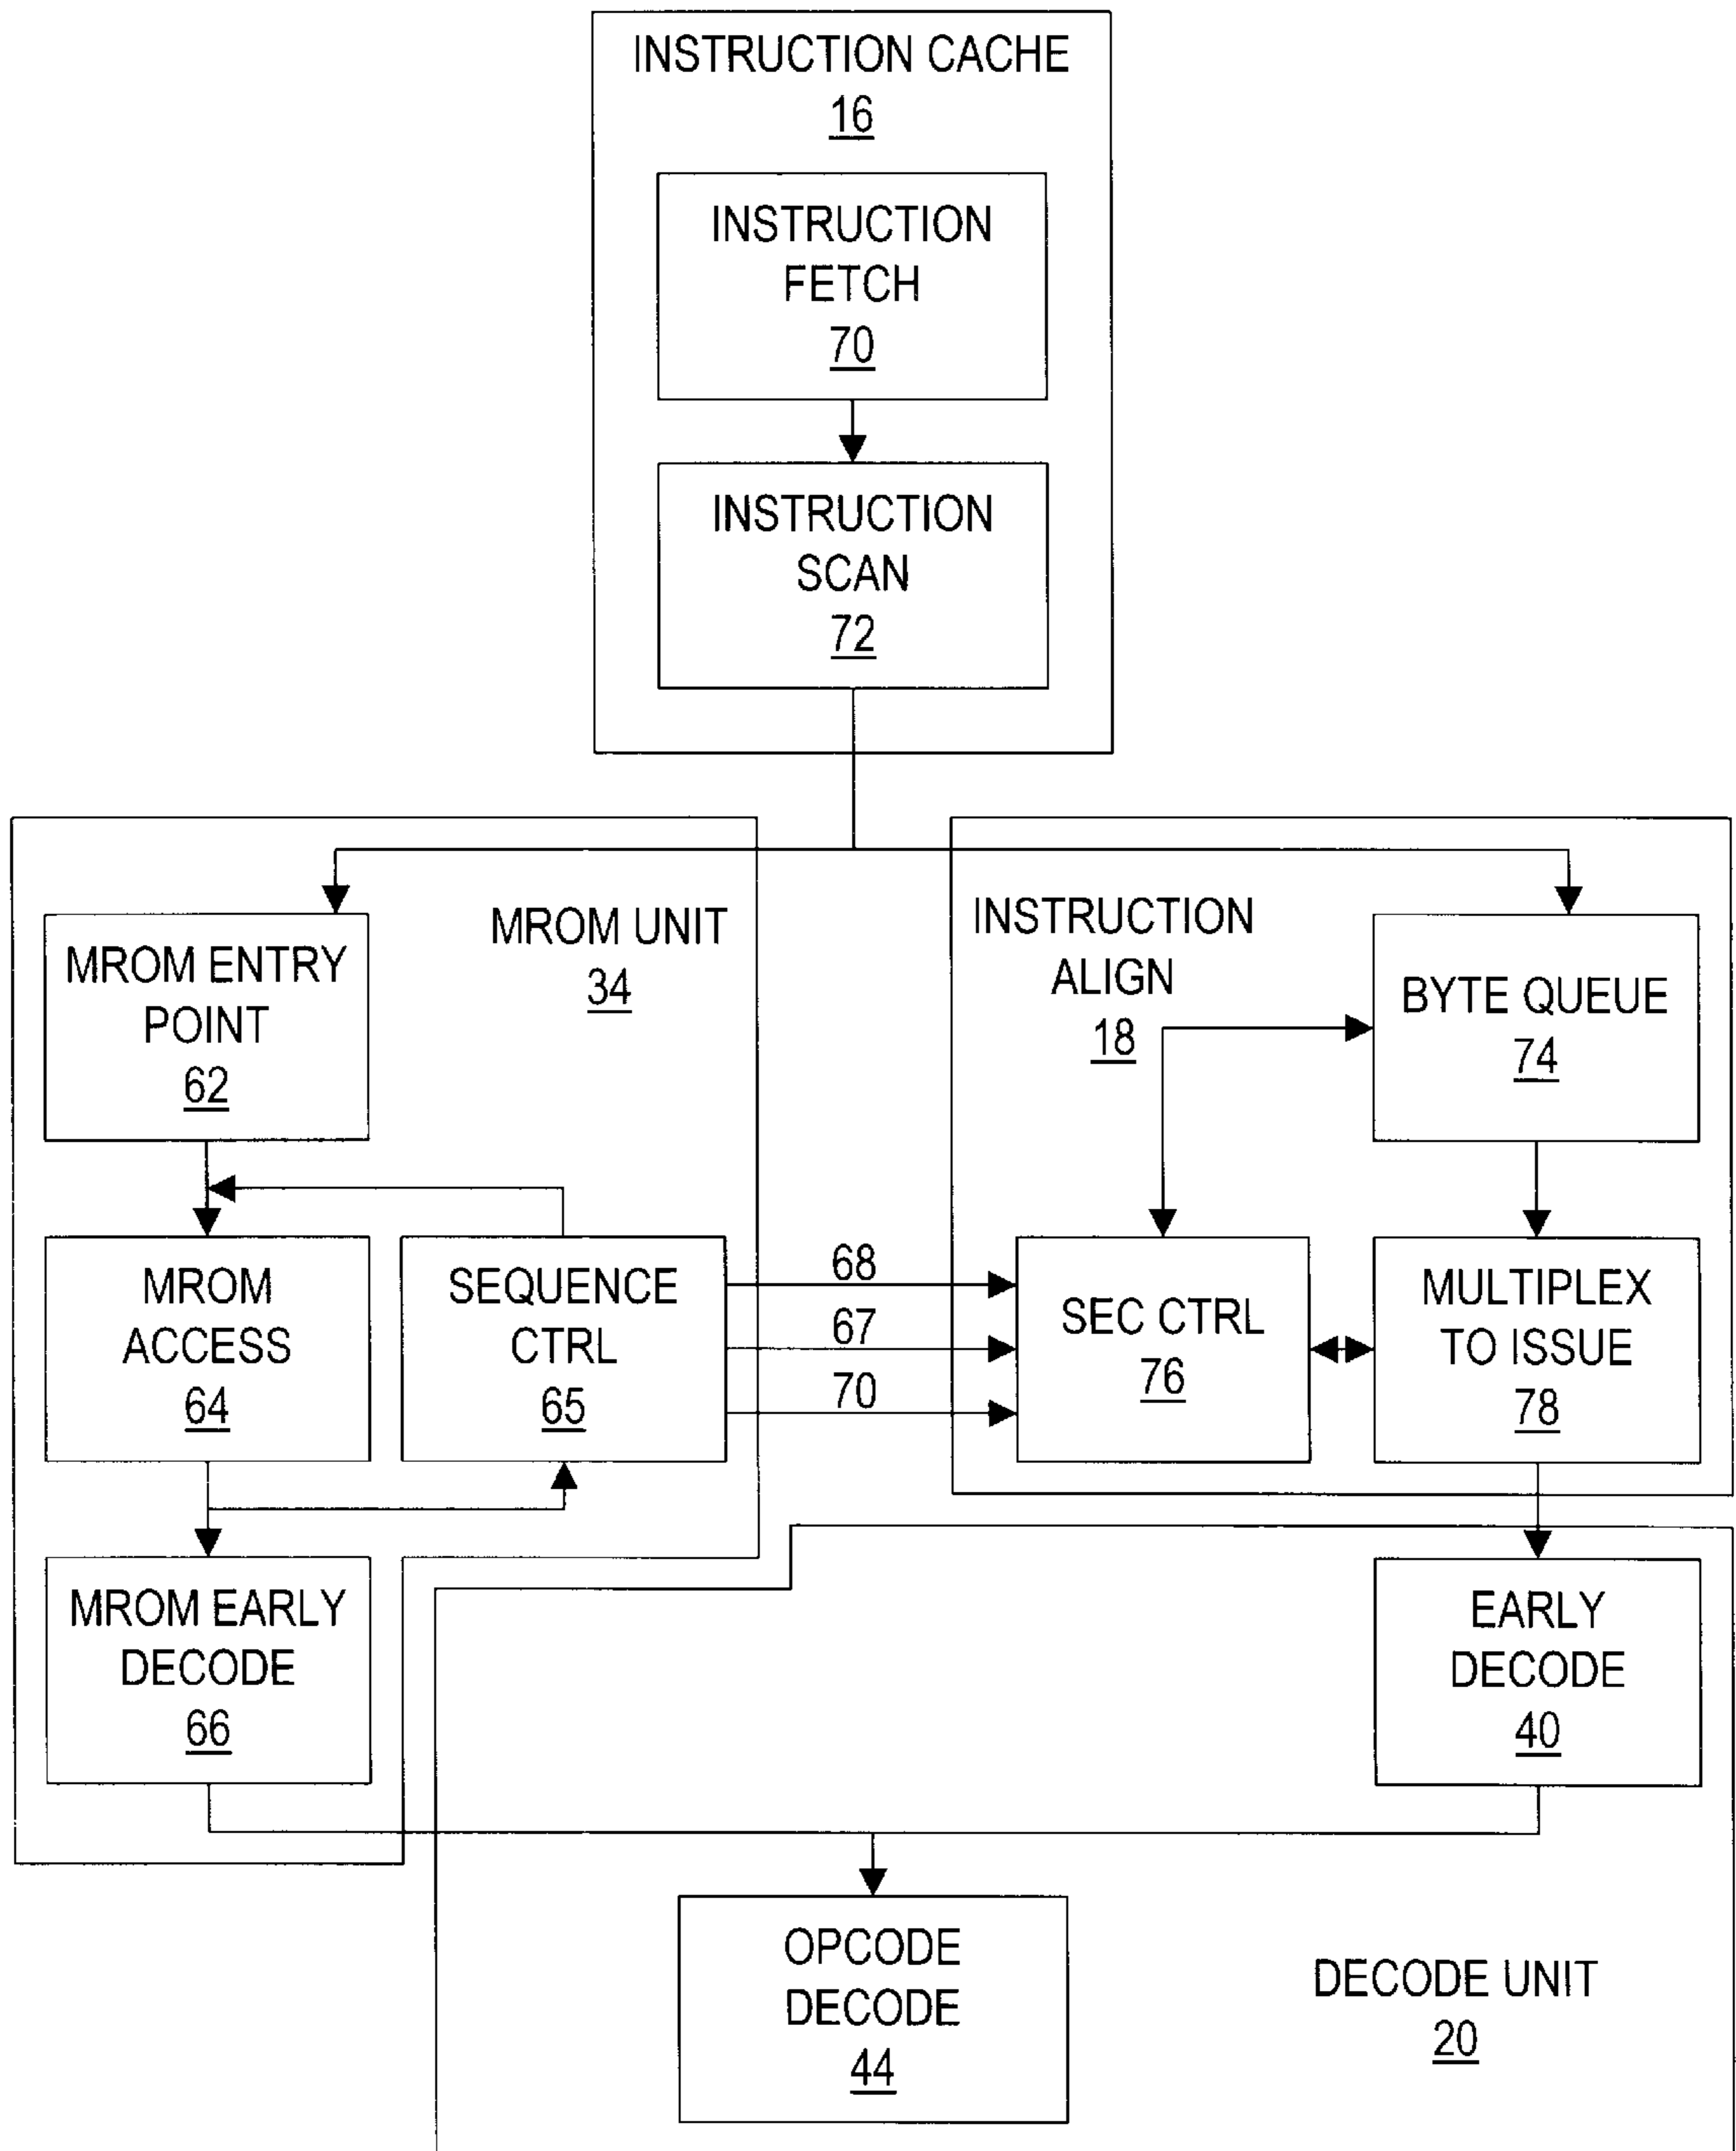 INSTRUCTION CACHE
16
INSTRUCTION
FETCH
70
INSTRUCTION
SCAN
72
MROM UNIT
34
MROM ENTRY
POINT
62
MROM
ACCESS
64
SEQUENCE
CTRL
65
MROM EARLY
DECODE
66
68
67
70
INSTRUCTION
ALIGN
18
BYTE QUEUE
74
SEC CTRL
76
MULTIPLEX
TO ISSUE
78
EARLY
DECODE
40
OPCODE
DECODE
44
DECODE UNIT
20